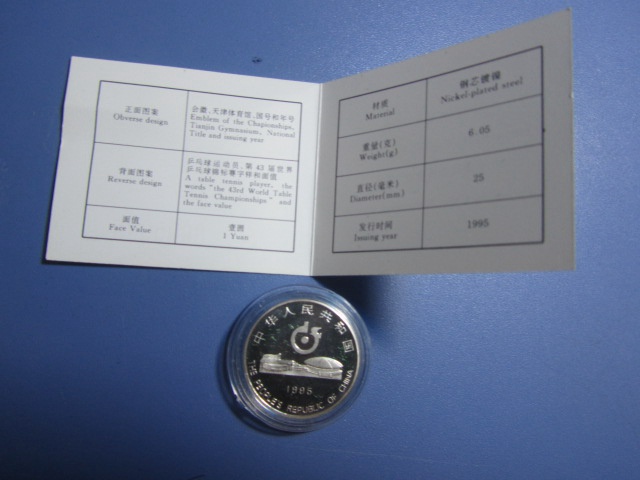 正面图案
Obverse design
会徽、天津体育馆、国号和年号
Emblem of the Chapionships,
Tianjin Gymnasium, National
Title and issuing year
背面图案
Reverse design
乒乓球运动员、第 43 届世界
乒乓球锦标赛字样和面值
A table tennis player, the
words "the 43rd World Table
Tennis Championships" and
the face value
面值
Face Value
壹圆
1 Yuan
材质
Material
钢芯镀镍
Nickel-plated steel
重量(克)
Weight(g)
6.05
直径(毫米)
Diameter(mm)
25
发行时间
Issuing year
1995
中华人民共和国
1995
THE PEOPLE'S REPUBLIC OF CHINA